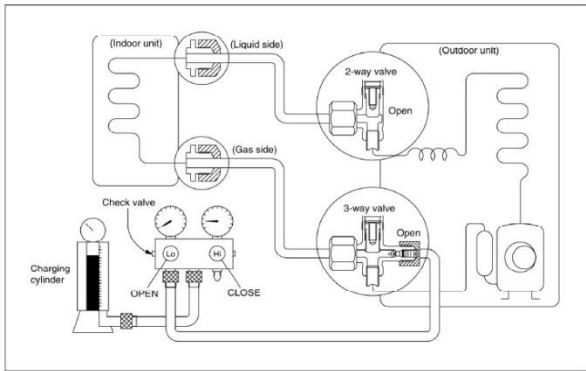 (Indoor unit)
(Liquid side)
(Outdoor unit)
2-way valve
Open
(Gas side)
3-way valve
Open
Check valve
Lo
Hi
Charging
cylinder
OPEN
CLOSE